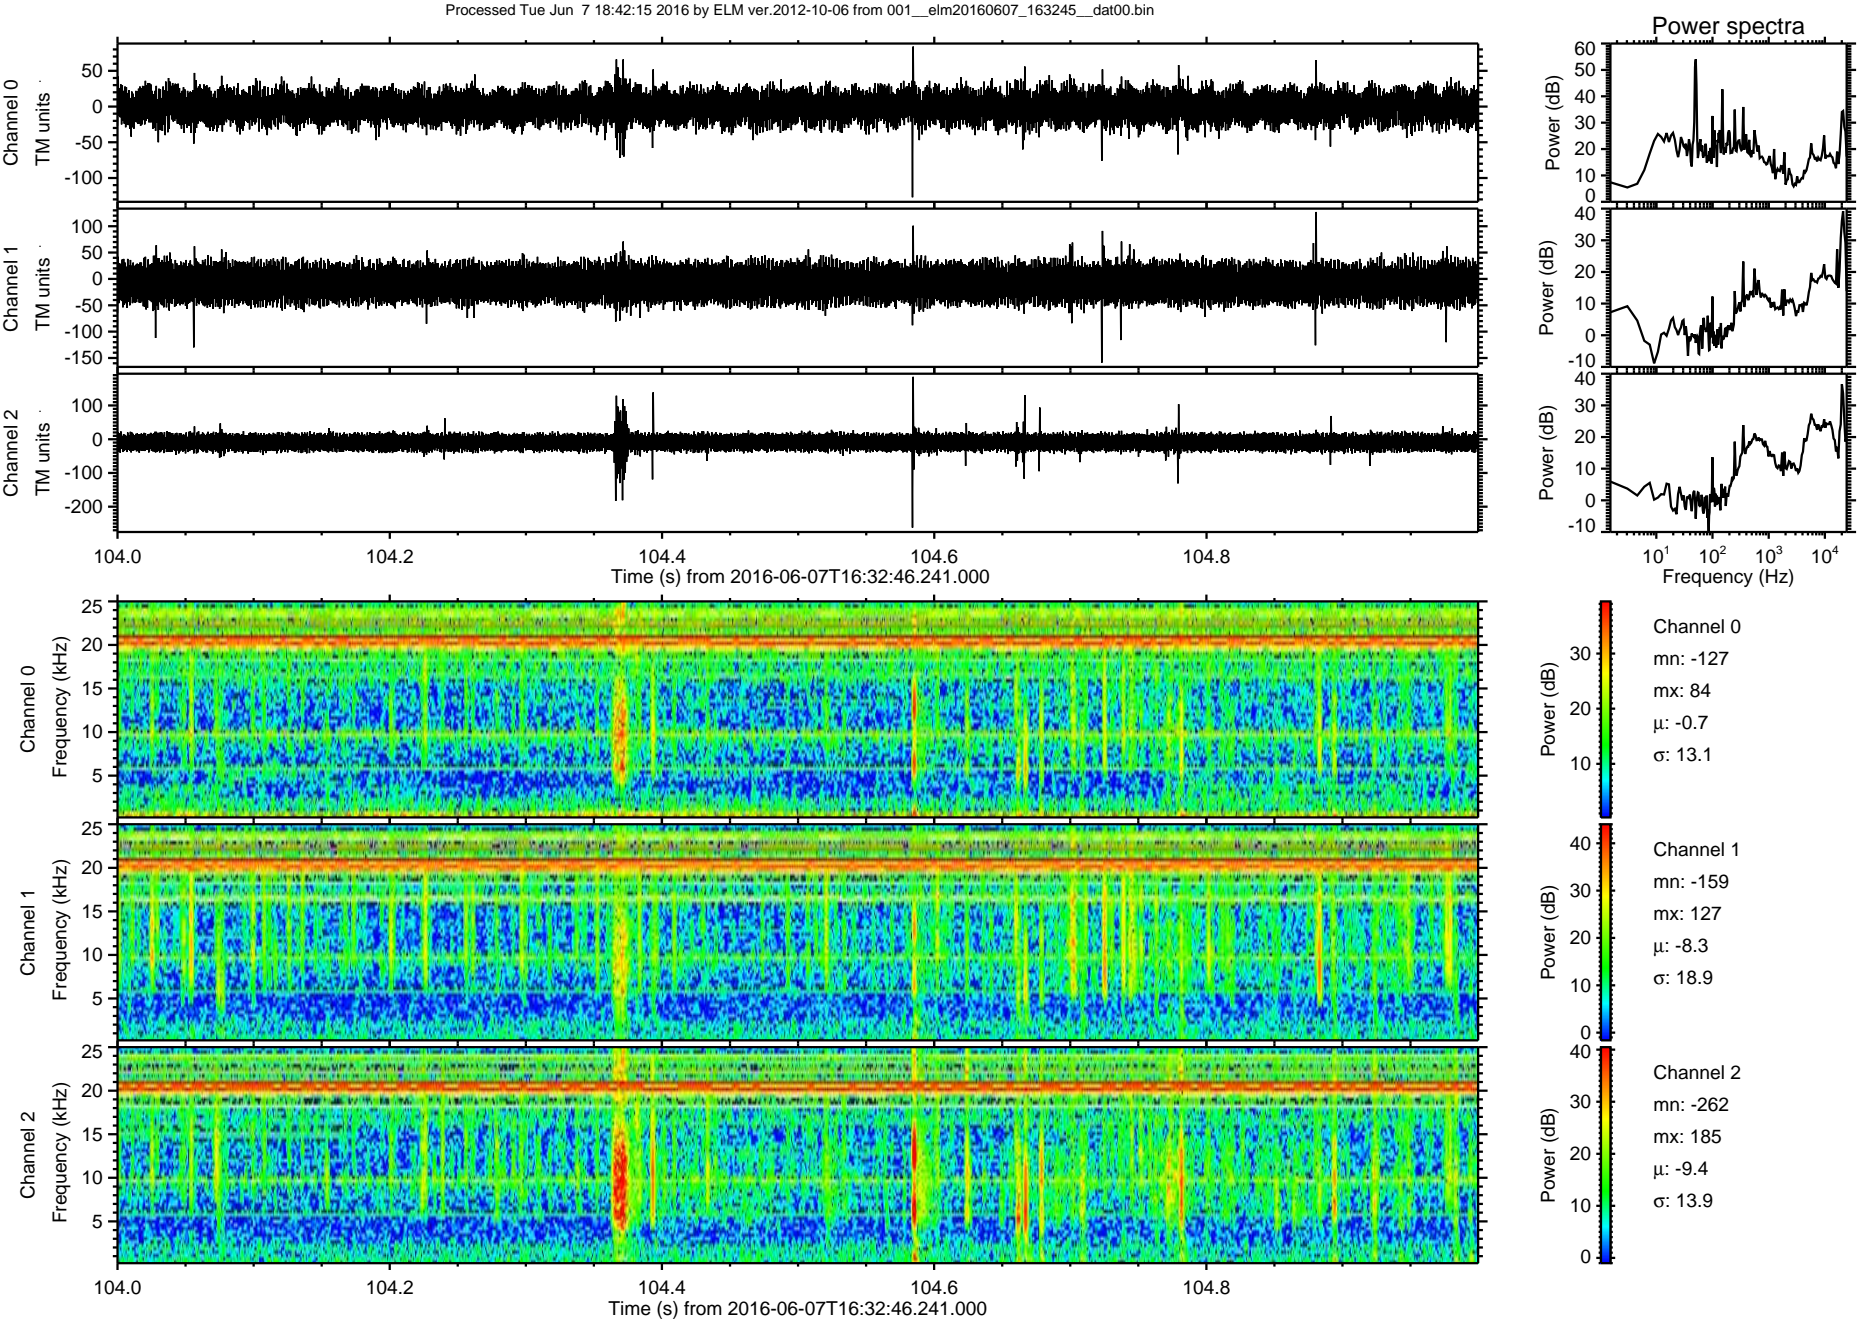 Processed Tue Jun  7 18:42:15 2016 by ELM ver.2012-10-06 from 001__elm20160607_163245__dat00.bin
Power spectra
Channel 0
TM units
50
0
-50
-100
Power (dB)
60
50
40
30
20
10
0
Channel 1
TM units
100
50
0
-50
-100
-150
Power (dB)
40
30
20
10
0
-10
Channel 2
TM units
100
0
-100
-200
Power (dB)
40
30
20
10
0
-10
104.0 104.2 104.4 104.6 104.8
Time (s) from 2016-06-07T16:32:46.241.000
10¹ 10² 10³ 10⁴
Frequency (Hz)
Channel 0
Frequency (kHz)
25
20
15
10
5
Power (dB)
30
20
10
Channel 0
mn: -127
mx: 84
μ: -0.7
σ: 13.1
Channel 1
Frequency (kHz)
25
20
15
10
5
Power (dB)
40
30
20
10
0
Channel 1
mn: -159
mx: 127
μ: -8.3
σ: 18.9
Channel 2
Frequency (kHz)
25
20
15
10
5
Power (dB)
40
30
20
10
0
Channel 2
mn: -262
mx: 185
μ: -9.4
σ: 13.9
104.0 104.2 104.4 104.6 104.8
Time (s) from 2016-06-07T16:32:46.241.000